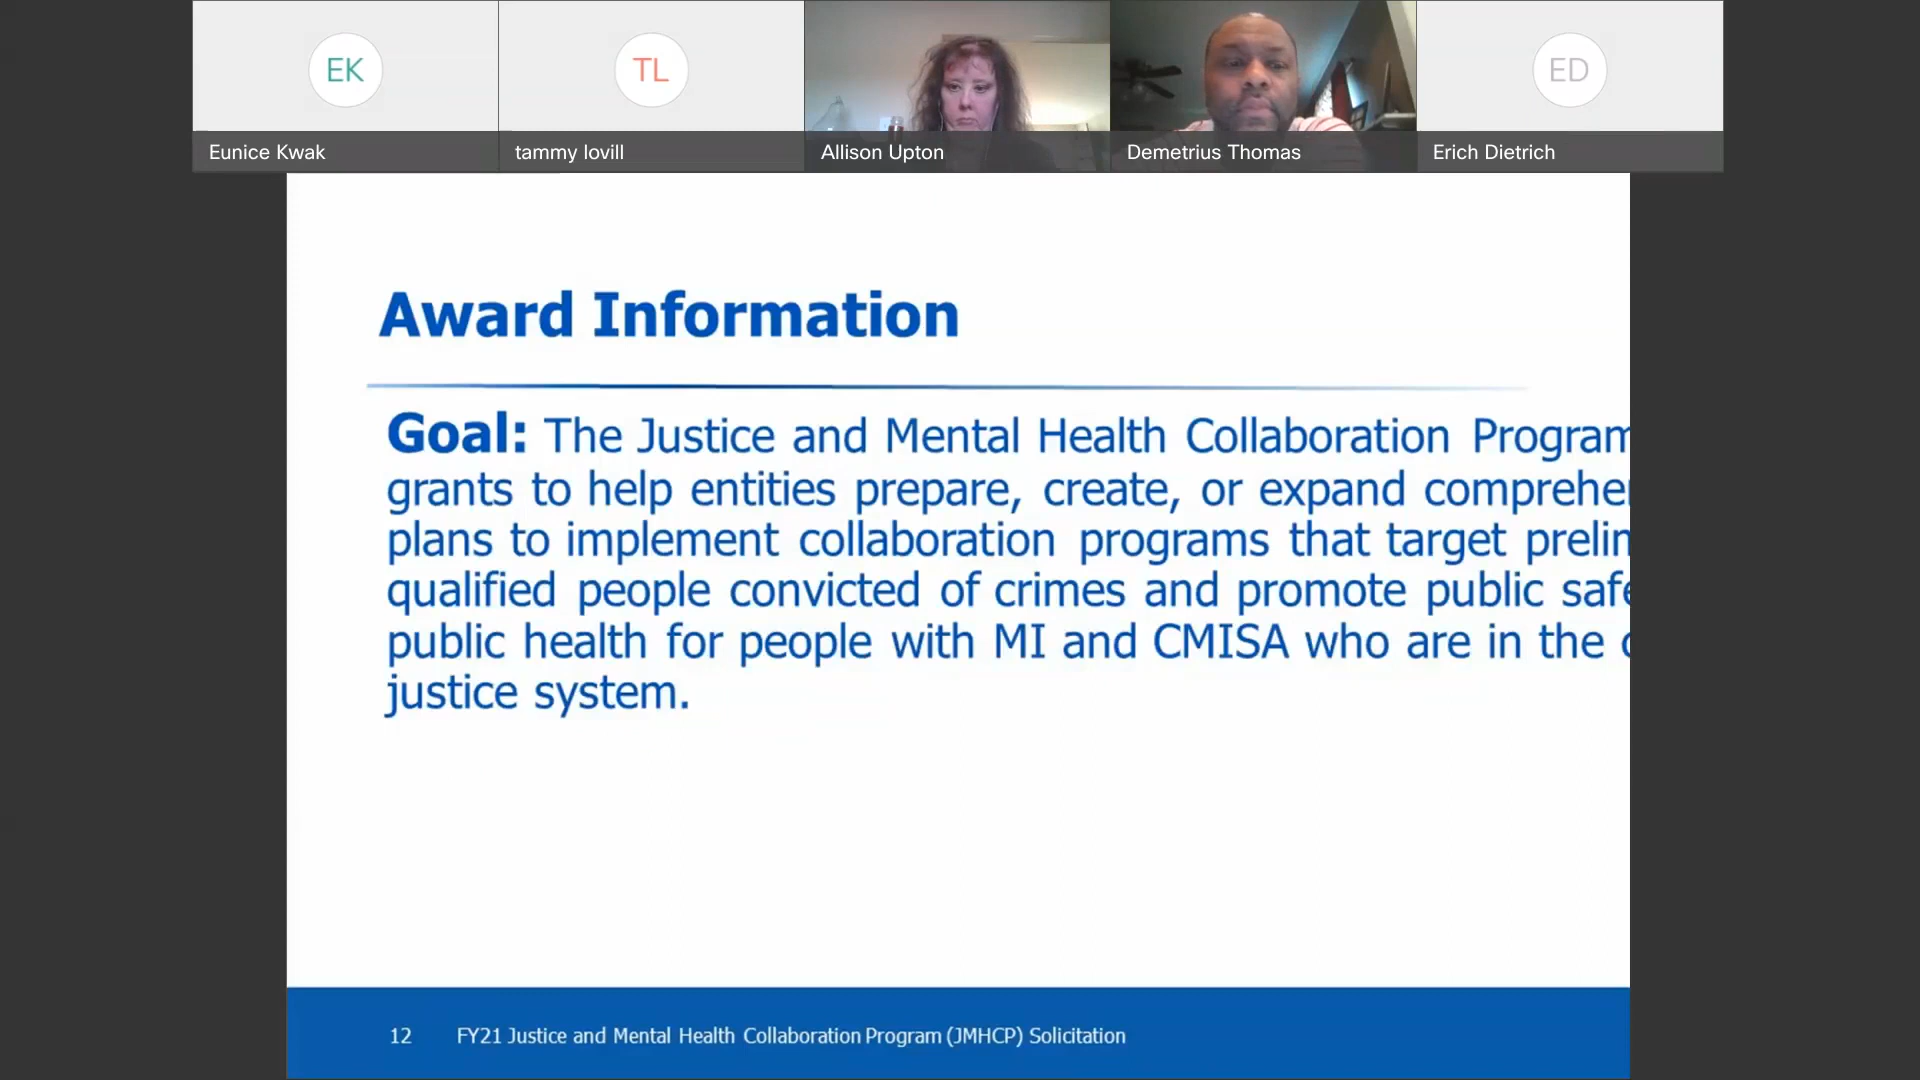 EK
TL
ED
Eunice Kwak
tammy lovill
Allison Upton
Demetrius Thomas
Erich Dietrich
Award Information
Goal: The Justice and Mental Health Collaboration Program
grants to help entities prepare, create, or expand
plans to implement collaboration programs that target
qualified people convicted of crimes and promote public
public health for people with MI and CMISA who are in the
justice system.
12 FY21 Justice and Mental Health Collaboration Program (JMHCP) Solicitation